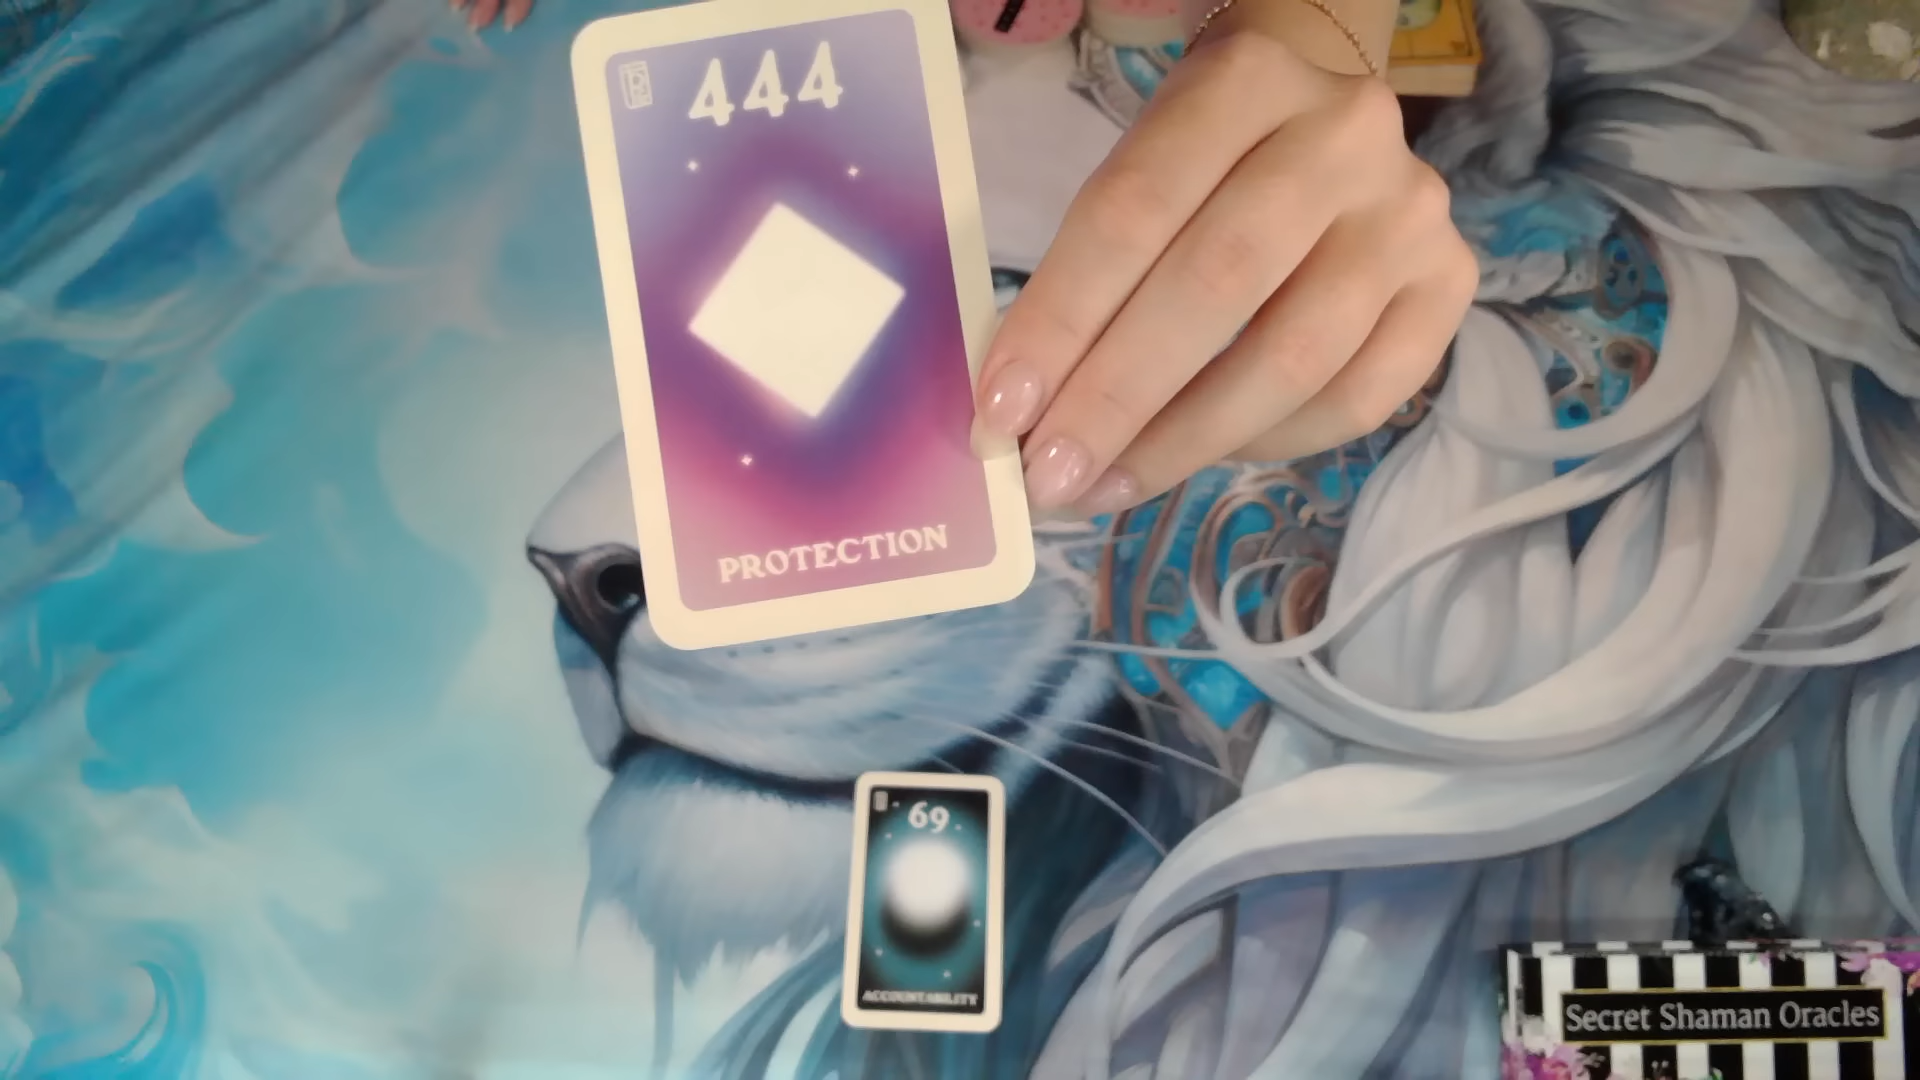 444
PROTECTION
69
ACCOUNTABILITY
Secret Shaman Oracles